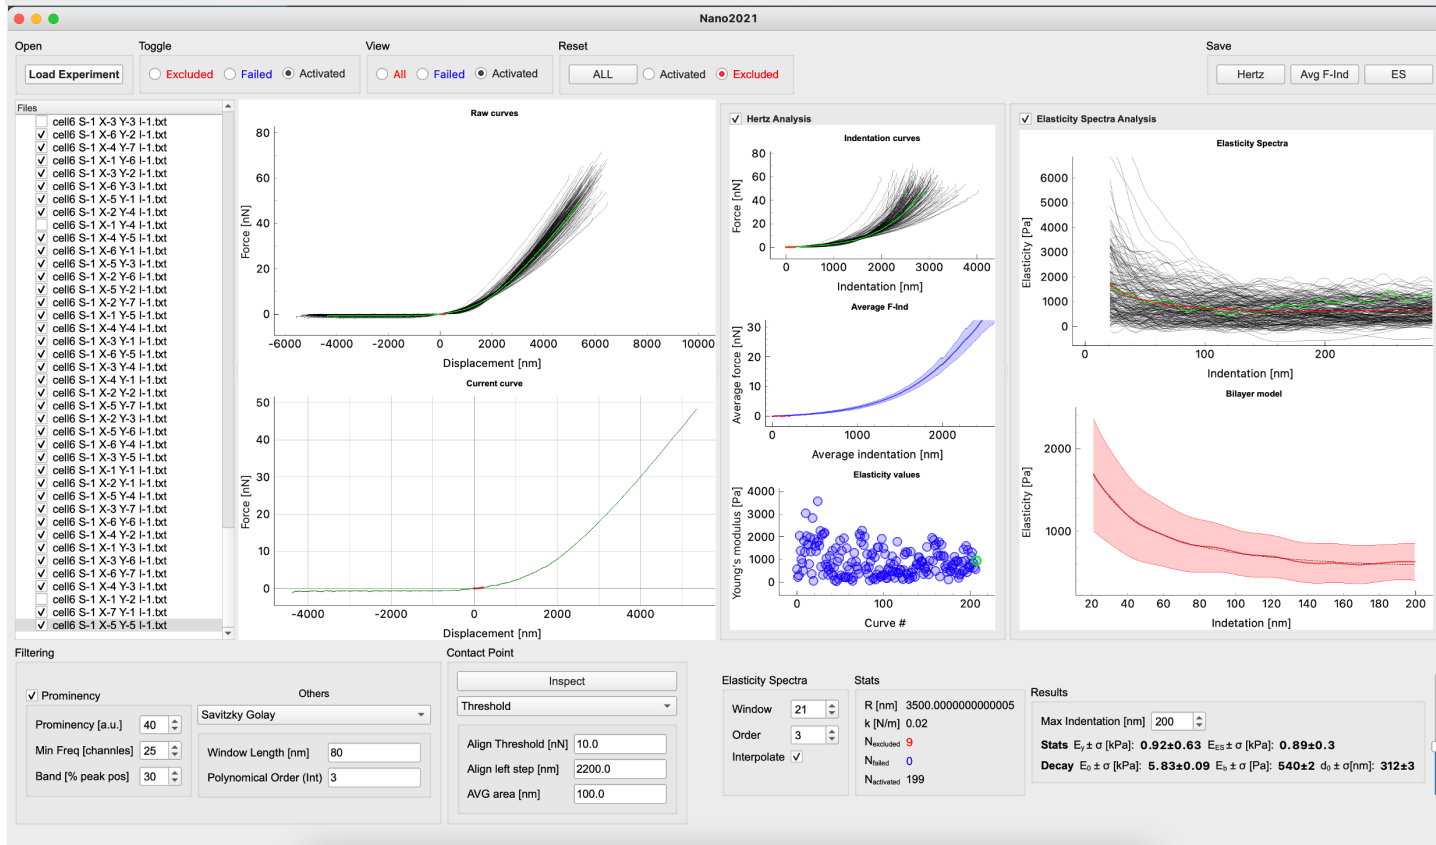 Nano2021
Open
Toggle
View
Reset
Save
Load Experiment
Excluded Failed Activated
All Failed Activated
ALL Activated Excluded
Hertz Avg F-Ind ES
Files
cell6 S-1 X-3 Y-3 I-1.txt
cell6 S-1 X-6 Y-2 I-1.txt
cell6 S-1 X-4 Y-7 I-1.txt
cell6 S-1 X-1 Y-6 I-1.txt
cell6 S-1 X-3 Y-2 I-1.txt
cell6 S-1 X-6 Y-3 I-1.txt
cell6 S-1 X-5 Y-1 I-1.txt
cell6 S-1 X-2 Y-4 I-1.txt
cell6 S-1 X-1 Y-4 I-1.txt
cell6 S-1 X-4 Y-5 I-1.txt
cell6 S-1 X-6 Y-1 I-1.txt
cell6 S-1 X-5 Y-3 I-1.txt
cell6 S-1 X-2 Y-6 I-1.txt
cell6 S-1 X-5 Y-2 I-1.txt
cell6 S-1 X-2 Y-7 I-1.txt
cell6 S-1 X-1 Y-5 I-1.txt
cell6 S-1 X-4 Y-4 I-1.txt
cell6 S-1 X-3 Y-1 I-1.txt
cell6 S-1 X-6 Y-5 I-1.txt
cell6 S-1 X-3 Y-4 I-1.txt
cell6 S-1 X-4 Y-1 I-1.txt
cell6 S-1 X-2 Y-2 I-1.txt
cell6 S-1 X-5 Y-7 I-1.txt
cell6 S-1 X-2 Y-3 I-1.txt
cell6 S-1 X-5 Y-6 I-1.txt
cell6 S-1 X-6 Y-4 I-1.txt
cell6 S-1 X-3 Y-5 I-1.txt
cell6 S-1 X-1 Y-1 I-1.txt
cell6 S-1 X-2 Y-1 I-1.txt
cell6 S-1 X-5 Y-4 I-1.txt
cell6 S-1 X-3 Y-7 I-1.txt
cell6 S-1 X-6 Y-6 I-1.txt
cell6 S-1 X-4 Y-2 I-1.txt
cell6 S-1 X-1 Y-3 I-1.txt
cell6 S-1 X-3 Y-6 I-1.txt
cell6 S-1 X-6 Y-7 I-1.txt
cell6 S-1 X-4 Y-3 I-1.txt
cell6 S-1 X-1 Y-2 I-1.txt
cell6 S-1 X-7 Y-1 I-1.txt
cell6 S-1 X-5 Y-5 I-1.txt
Raw curves
Force [nN]
80
60
40
20
0
-6000 -4000 -2000 0 2000 4000 6000 8000 10000
Displacement [nm]
Current curve
Force [nN]
50
40
30
20
10
0
-4000 -2000 0 2000 4000
Displacement [nm]
Hertz Analysis
Indentation curves
Force [nN]
80
60
40
20
0
0 1000 2000 3000 4000
Indentation [nm]
Average F-Ind
Average force [nN]
30
20
10
0
0 1000 2000
Average indentation [nm]
Elasticity values
Young's modulus [Pa]
4000
3000
2000
1000
0
0 100 200
Curve #
Elasticity Spectra Analysis
Elasticity Spectra
Elasticity [Pa]
6000
5000
4000
3000
2000
1000
0
0 100 200
Indentation [nm]
Bilayer model
Elasticity [Pa]
2000
1000
20 40 60 80 100 120 140 160 180 200
Indentation [nm]
Filtering
Prominency
Prominency [a.u.] 40
Min Freq [channles] 25
Band [% peak pos] 30
Others
Savitzky Golay
Window Length [nm] 80
Polynomical Order (Int) 3
Contact Point
Inspect
Threshold
Align Threshold [nN] 10.0
Align left step [nm] 2200.0
AVG area [nm] 100.0
Elasticity Spectra
Window 21
Order 3
Interpolate
Stats
R [nm] 3500.0000000000005
k [N/m] 0.02
Nexcluded 9
Nfailed 0
Nactivated 199
Results
Max Indentation [nm] 200
Stats Ey ± σ [kPa]: 0.92±0.63 EES ± σ [kPa]: 0.89±0.3
Decay E0 ± σ [kPa]: 5.83±0.09 Eb ± σ [Pa]: 540±2 d0 ± σ[nm]: 312±3